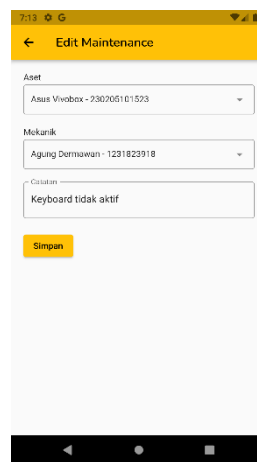 7:13 G
Edit Maintenance
Aset
Asus Vivobox - 230205101523
Mekanik
Agung Dermawan - 1231823918
Catatan
Keyboard tidak aktif
Simpan